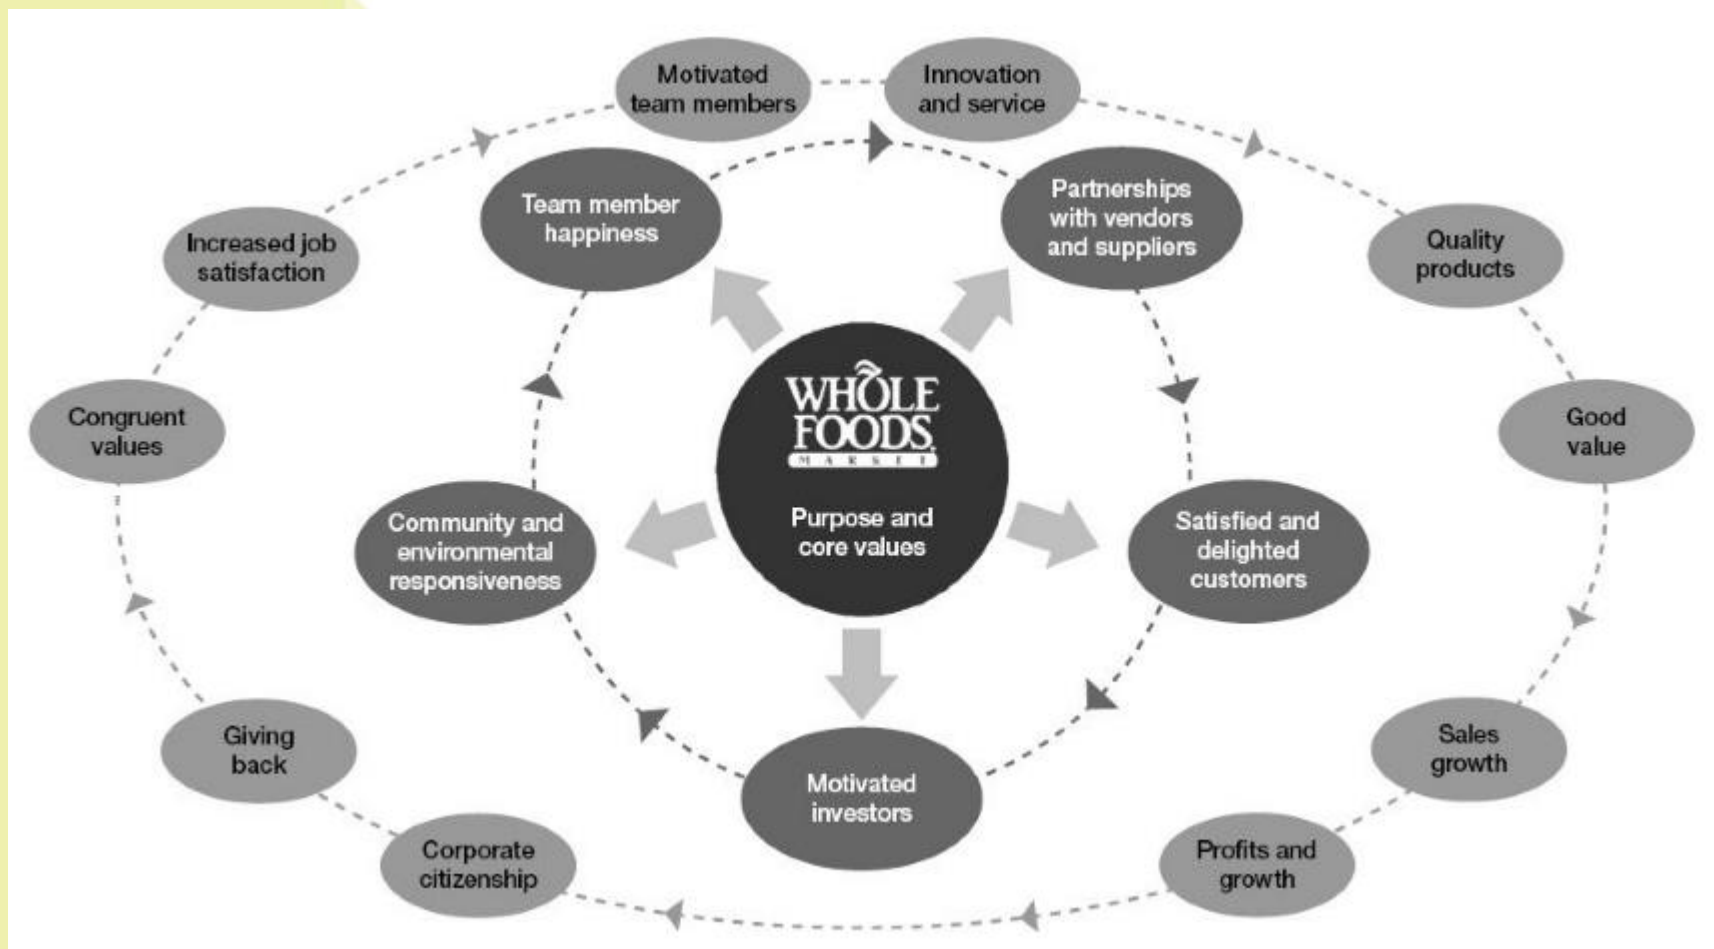 Motivated
team members
Innovation
and service
Team member
happiness
Partnerships
with vendors
and suppliers
Increased job
satisfaction
Quality
products
Congruent
values
Good
value
WHOLE
FOODS
MARKET
Purpose and
core values
Community and
environmental
responsiveness
Satisfied and
delighted
customers
Giving
back
Motivated
investors
Sales
growth
Corporate
citizenship
Profits and
growth